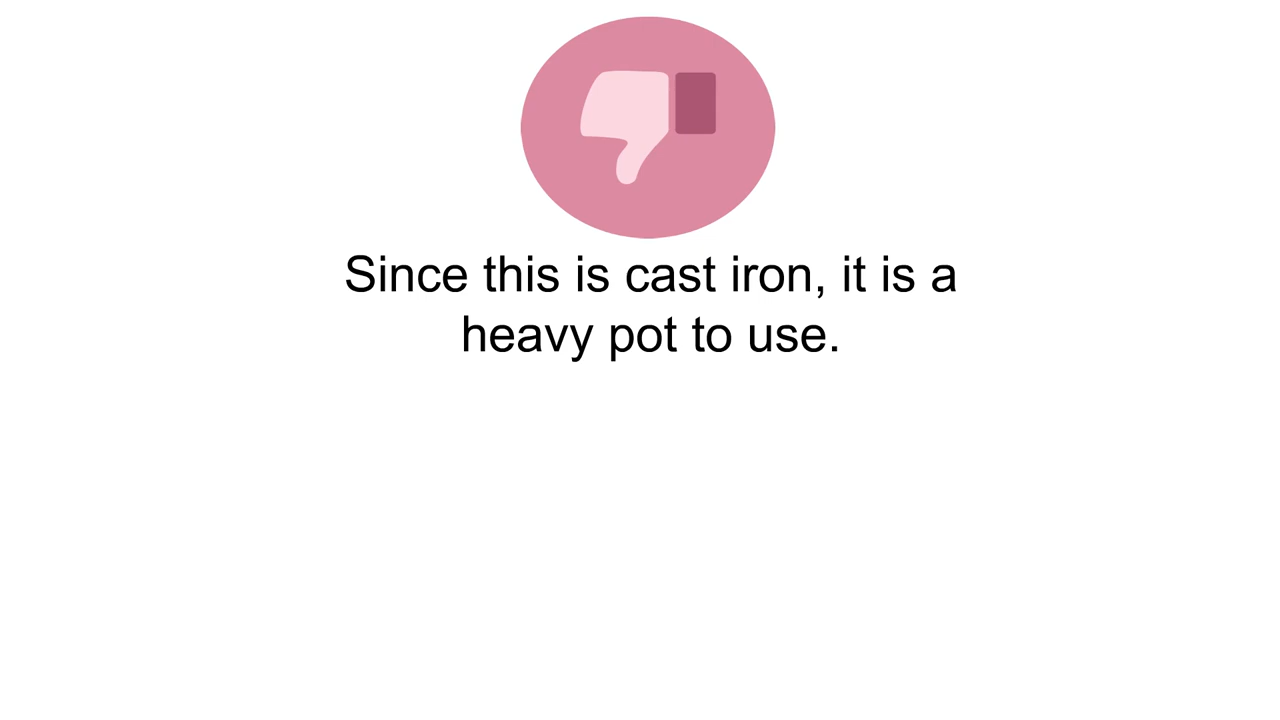 Since this is cast iron, it is a
heavy pot to use.